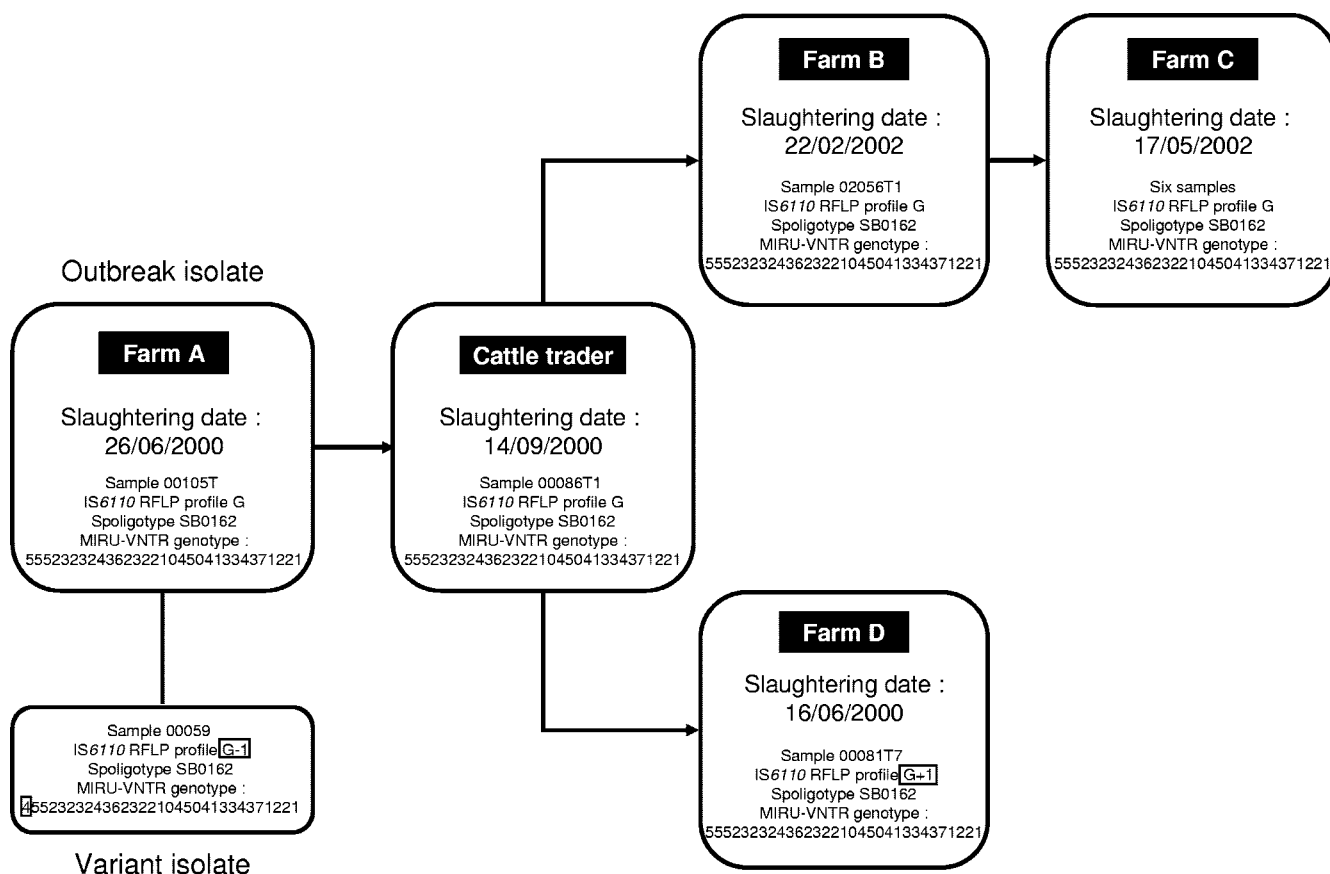 Outbreak isolate
Farm A
Slaughtering date :
26/06/2000
Sample 00105T
IS6110 RFLP profile G
Spoligotype SB0162
MIRU-VNTR genotype :
5552323243623221045041334371221
Sample 00059
IS6110 RFLP profile G-1
Spoligotype SB0162
MIRU-VNTR genotype :
4552323243623221045041334371221
Variant isolate
Cattle trader
Slaughtering date :
14/09/2000
Sample 00086T1
IS6110 RFLP profile G
Spoligotype SB0162
MIRU-VNTR genotype :
5552323243623221045041334371221
Farm B
Slaughtering date :
22/02/2002
Sample 02056T1
IS6110 RFLP profile G
Spoligotype SB0162
MIRU-VNTR genotype :
5552323243623221045041334371221
Farm C
Slaughtering date :
17/05/2002
Six samples
IS6110 RFLP profile G
Spoligotype SB0162
MIRU-VNTR genotype :
5552323243623221045041334371221
Farm D
Slaughtering date :
16/06/2000
Sample 00081T7
IS6110 RFLP profile G+1
Spoligotype SB0162
MIRU-VNTR genotype :
5552323243623221045041334371221